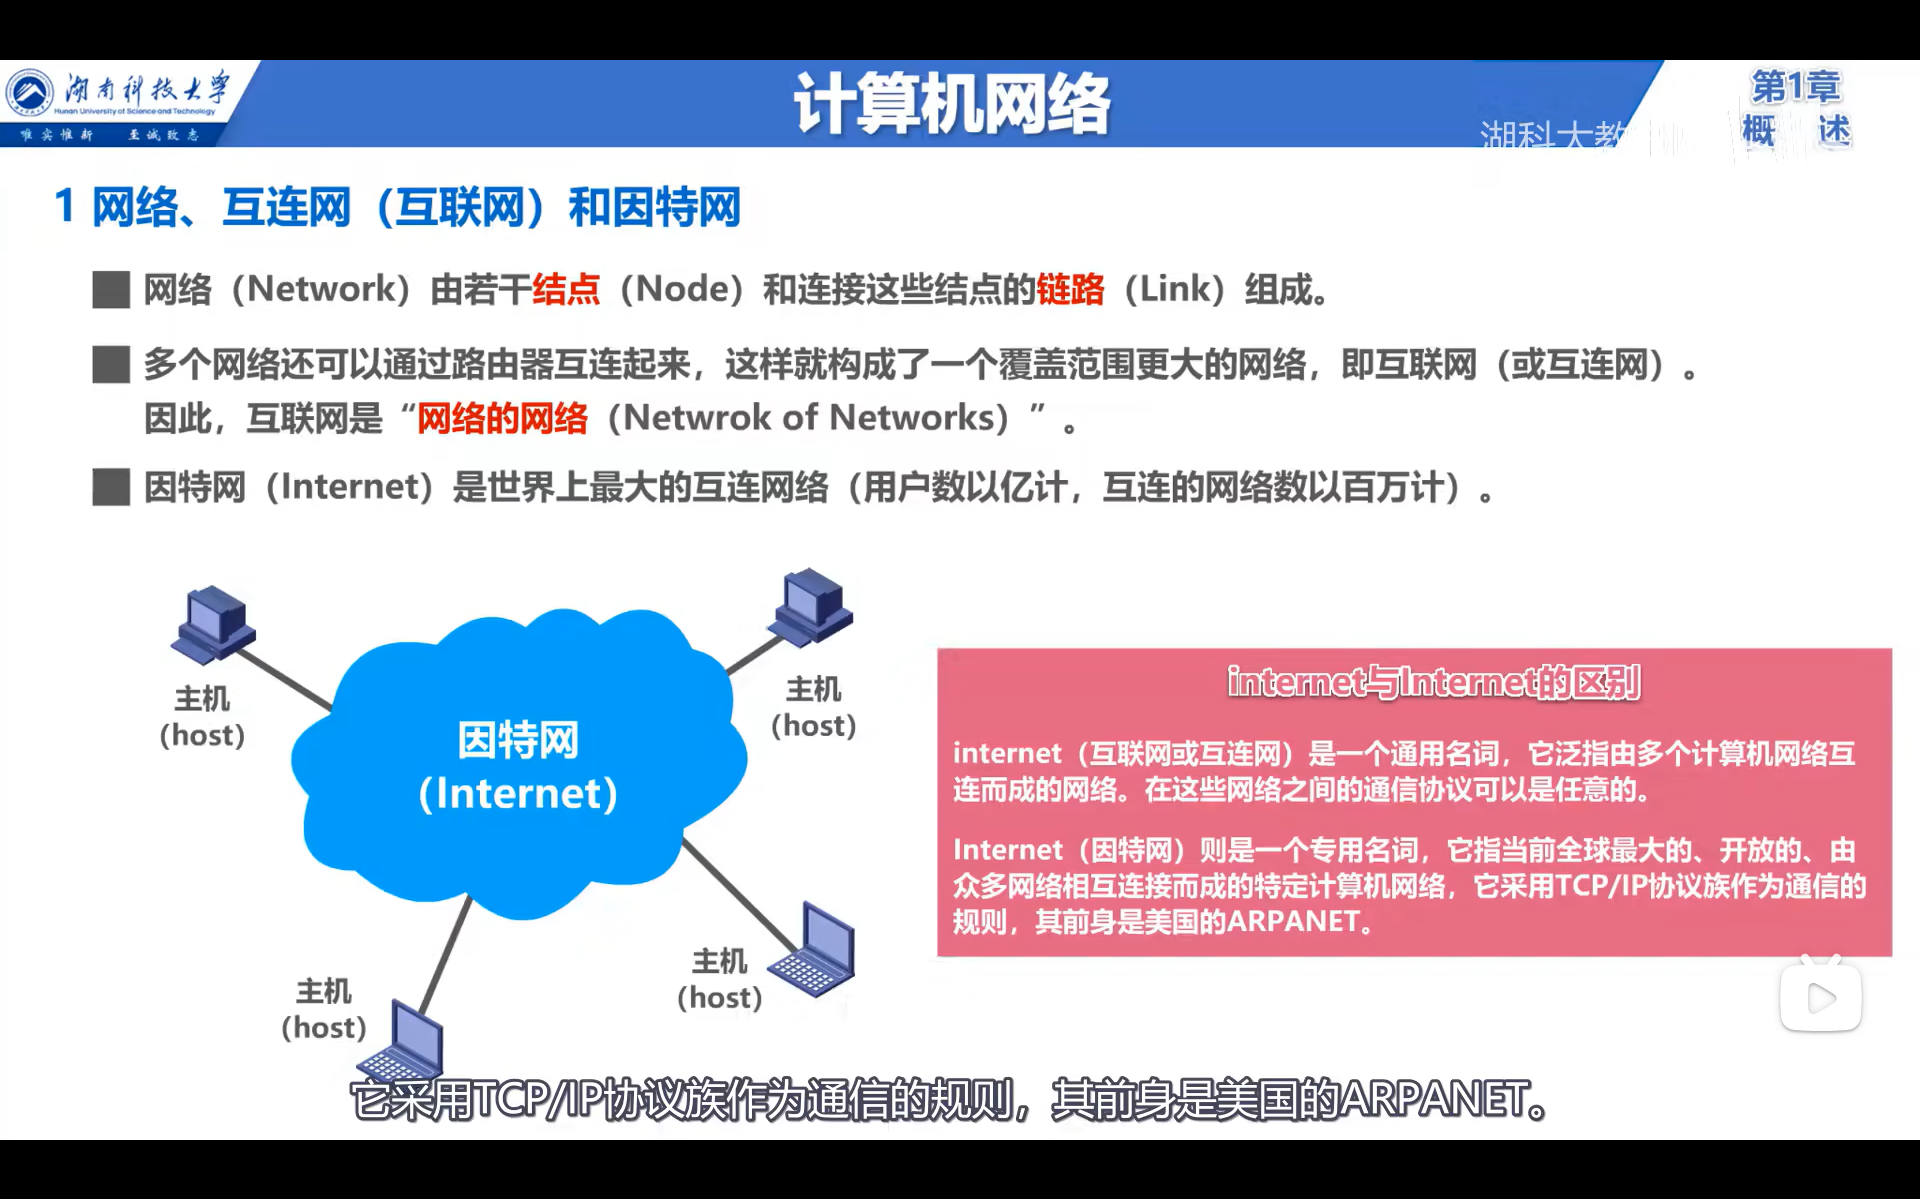 湖南科技大学
Hunan University of Science and Technology
唯实惟新 至诚致志
计算机网络
第1章
概 述
湖科大教
1 网络、互连网（互联网）和因特网
网络（Network）由若干结点（Node）和连接这些结点的链路（Link）组成。
多个网络还可以通过路由器互连起来，这样就构成了一个覆盖范围更大的网络，即互联网（或互连网）。
因此，互联网是“网络的网络（Netwrok of Networks）”。
因特网（Internet）是世界上最大的互连网络（用户数以亿计，互连的网络数以百万计）。
主机
(host)
主机
(host)
因特网
(Internet)
主机
(host)
主机
(host)
internet与Internet的区别
internet（互联网或互连网）是一个通用名词，它泛指由多个计算机网络互
连而成的网络。在这些网络之间的通信协议可以是任意的。
Internet（因特网）则是一个专用名词，它指当前全球最大的、开放的、由
众多网络相互连接而成的特定计算机网络，它采用TCP/IP协议族作为通信的
规则，其前身是美国的ARPANET。
它采用TCP/IP协议族作为通信的规则，其前身是美国的ARPANET。